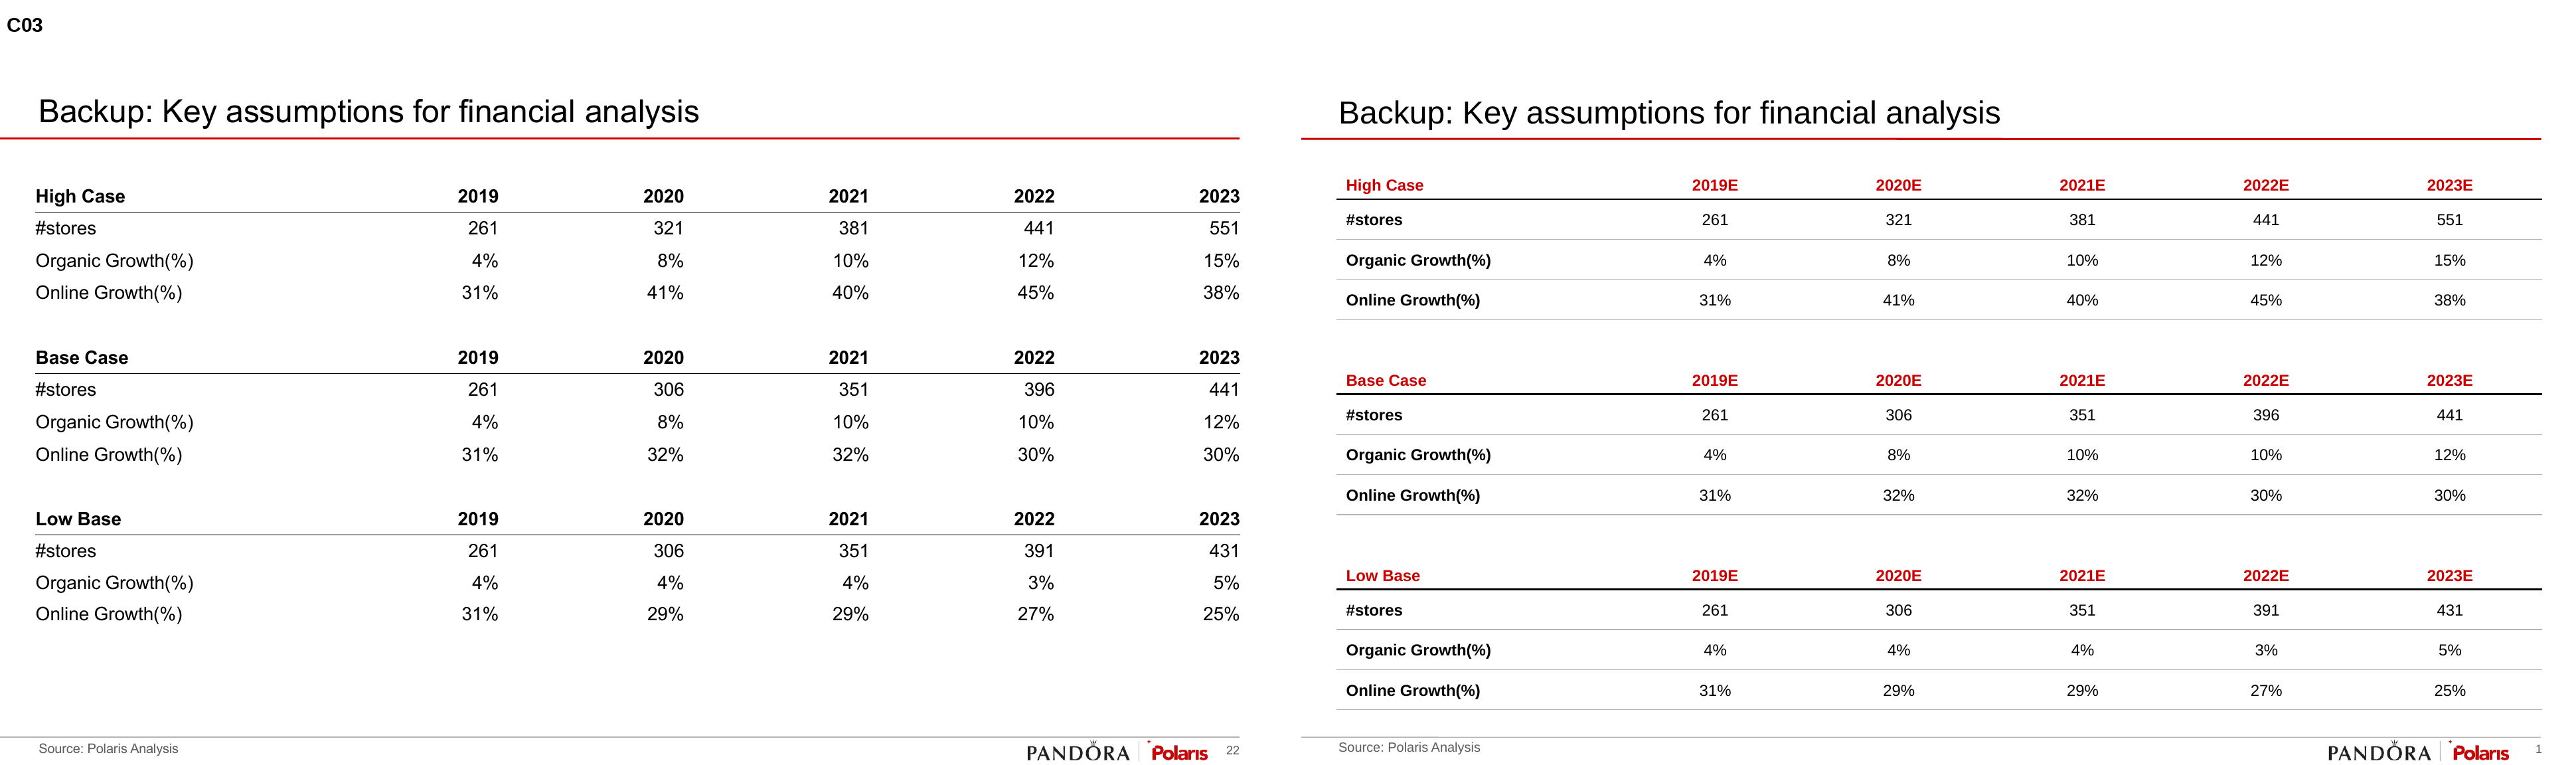 C03
Backup: Key assumptions for financial analysis
High Case 2019 2020 2021 2022 2023
#stores 261 321 381 441 551
Organic Growth(%) 4% 8% 10% 12% 15%
Online Growth(%) 31% 41% 40% 45% 38%
Base Case 2019 2020 2021 2022 2023
#stores 261 306 351 396 441
Organic Growth(%) 4% 8% 10% 10% 12%
Online Growth(%) 31% 32% 32% 30% 30%
Low Base 2019 2020 2021 2022 2023
#stores 261 306 351 391 431
Organic Growth(%) 4% 4% 4% 3% 5%
Online Growth(%) 31% 29% 29% 27% 25%
Source: Polaris Analysis
PANDORA Polaris 22
Backup: Key assumptions for financial analysis
High Case 2019E 2020E 2021E 2022E 2023E
#stores 261 321 381 441 551
Organic Growth(%) 4% 8% 10% 12% 15%
Online Growth(%) 31% 41% 40% 45% 38%
Base Case 2019E 2020E 2021E 2022E 2023E
#stores 261 306 351 396 441
Organic Growth(%) 4% 8% 10% 10% 12%
Online Growth(%) 31% 32% 32% 30% 30%
Low Base 2019E 2020E 2021E 2022E 2023E
#stores 261 306 351 391 431
Organic Growth(%) 4% 4% 4% 3% 5%
Online Growth(%) 31% 29% 29% 27% 25%
Source: Polaris Analysis
PANDORA Polaris 1